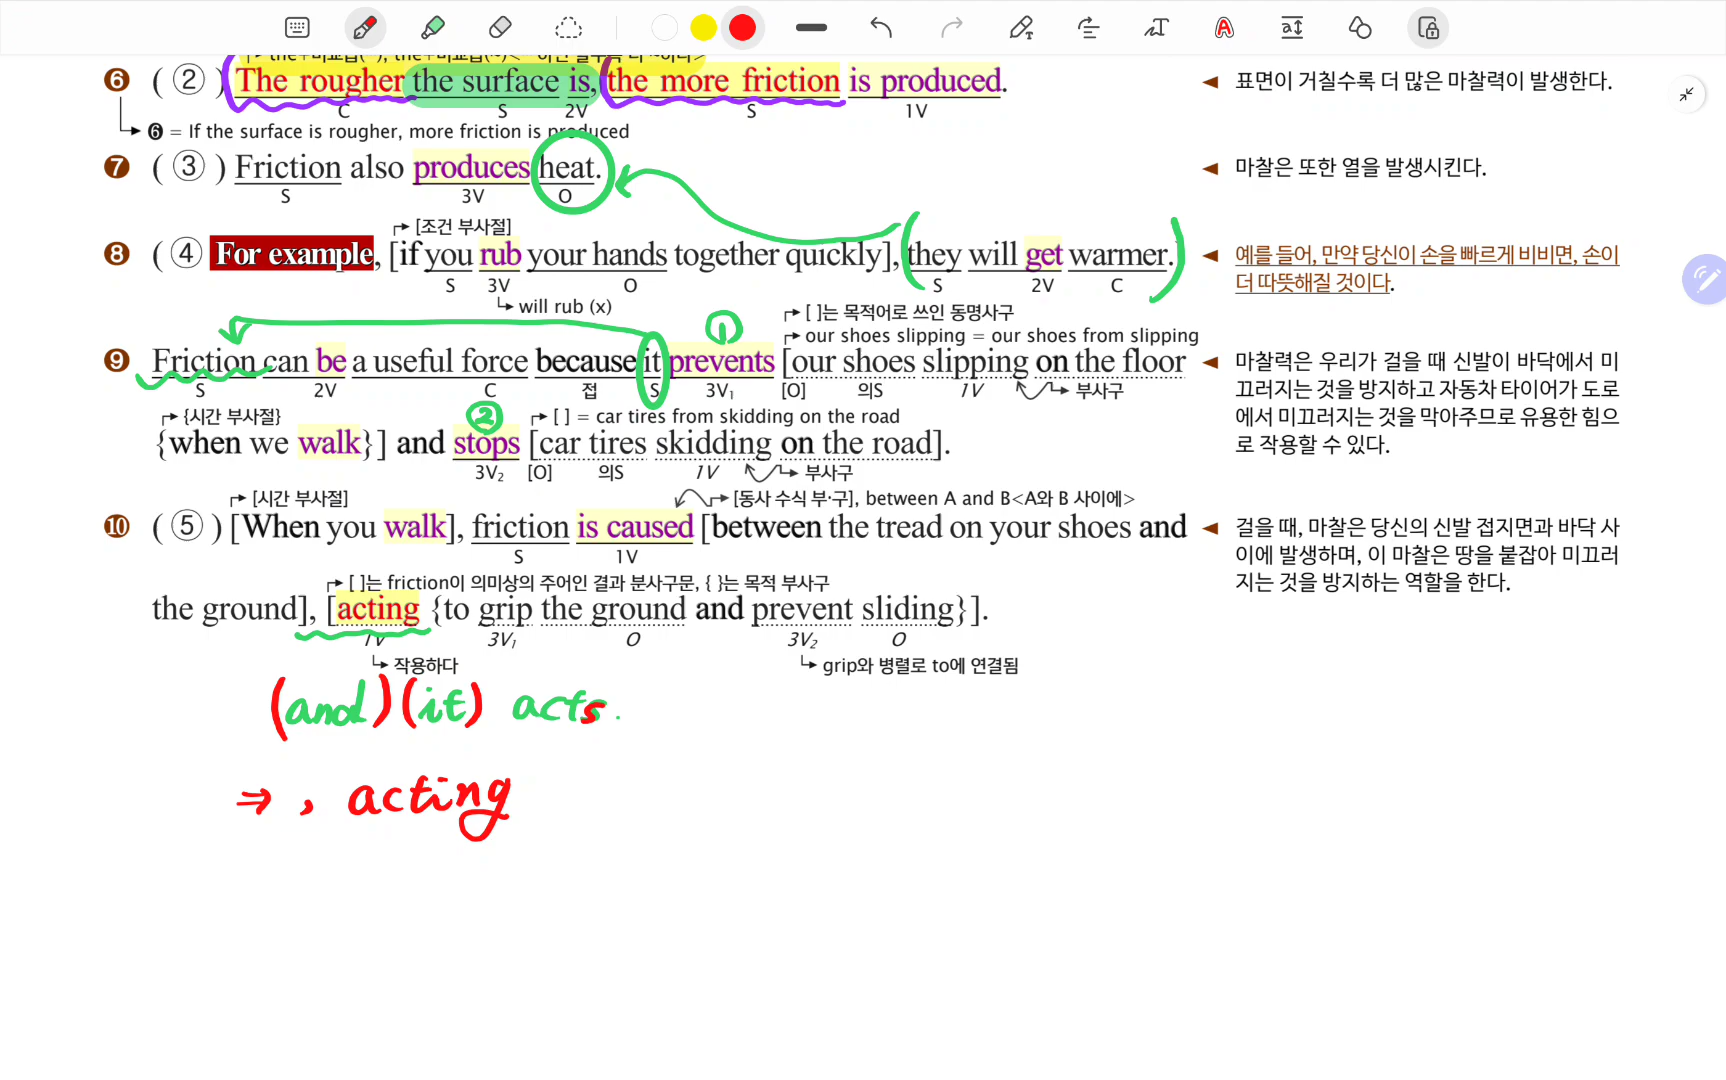 ❻ ( ② ) The rougher the surface is, the more friction is produced. ◄ 표면이 거칠수록 더 많은 마찰력이 발생한다.
C S 2V S 1V
❻ = If the surface is rougher, more friction is produced
❼ ( ③ ) Friction also produces heat. ◄ 마찰은 또한 열을 발생시킨다.
S 3V O
[조건 부사절]
❽ ( ④ For example, [if you rub your hands together quickly], they will get warmer. ◄ 예를 들어, 만약 당신이 손을 빠르게 비비면, 손이
S 3V O S 2V C 더 따뜻해질 것이다.
will rub (x)
[ ]는 목적어로 쓰인 동명사구
①
our shoes slipping = our shoes from slipping
❾ Friction can be a useful force because it prevents [our shoes slipping on the floor ◄ 마찰력은 우리가 걸을 때 신발이 바닥에서 미
S 2V C 접 S 3V₁ [O] 의S 1V 부사구 끄러지는 것을 방지하고 자동차 타이어가 도로
{시간 부사절} ② [ ] = car tires from skidding on the road 에서 미끄러지는 것을 막아주므로 유용한 힘으
{when we walk}] and stops [car tires skidding on the road]. 로 작용할 수 있다.
3V₂ [O] 의S 1V 부사구
[시간 부사절] [동사 수식 부·구], between A and B<A와 B 사이에>
❿ ( ⑤ ) [When you walk], friction is caused [between the tread on your shoes and ◄ 걸을 때, 마찰은 당신의 신발 접지면과 바닥 사
S 1V 이에 발생하며, 이 마찰은 땅을 붙잡아 미끄러
[ ]는 friction이 의미상의 주어인 결과 분사구문, { }는 목적 부사구 지는 것을 방지하는 역할을 한다.
the ground], [acting {to grip the ground and prevent sliding}].
1V 3V₁ O 3V₂ O
작용하다 grip와 병렬로 to에 연결됨
(and) (it) acts.
⇒ , acting